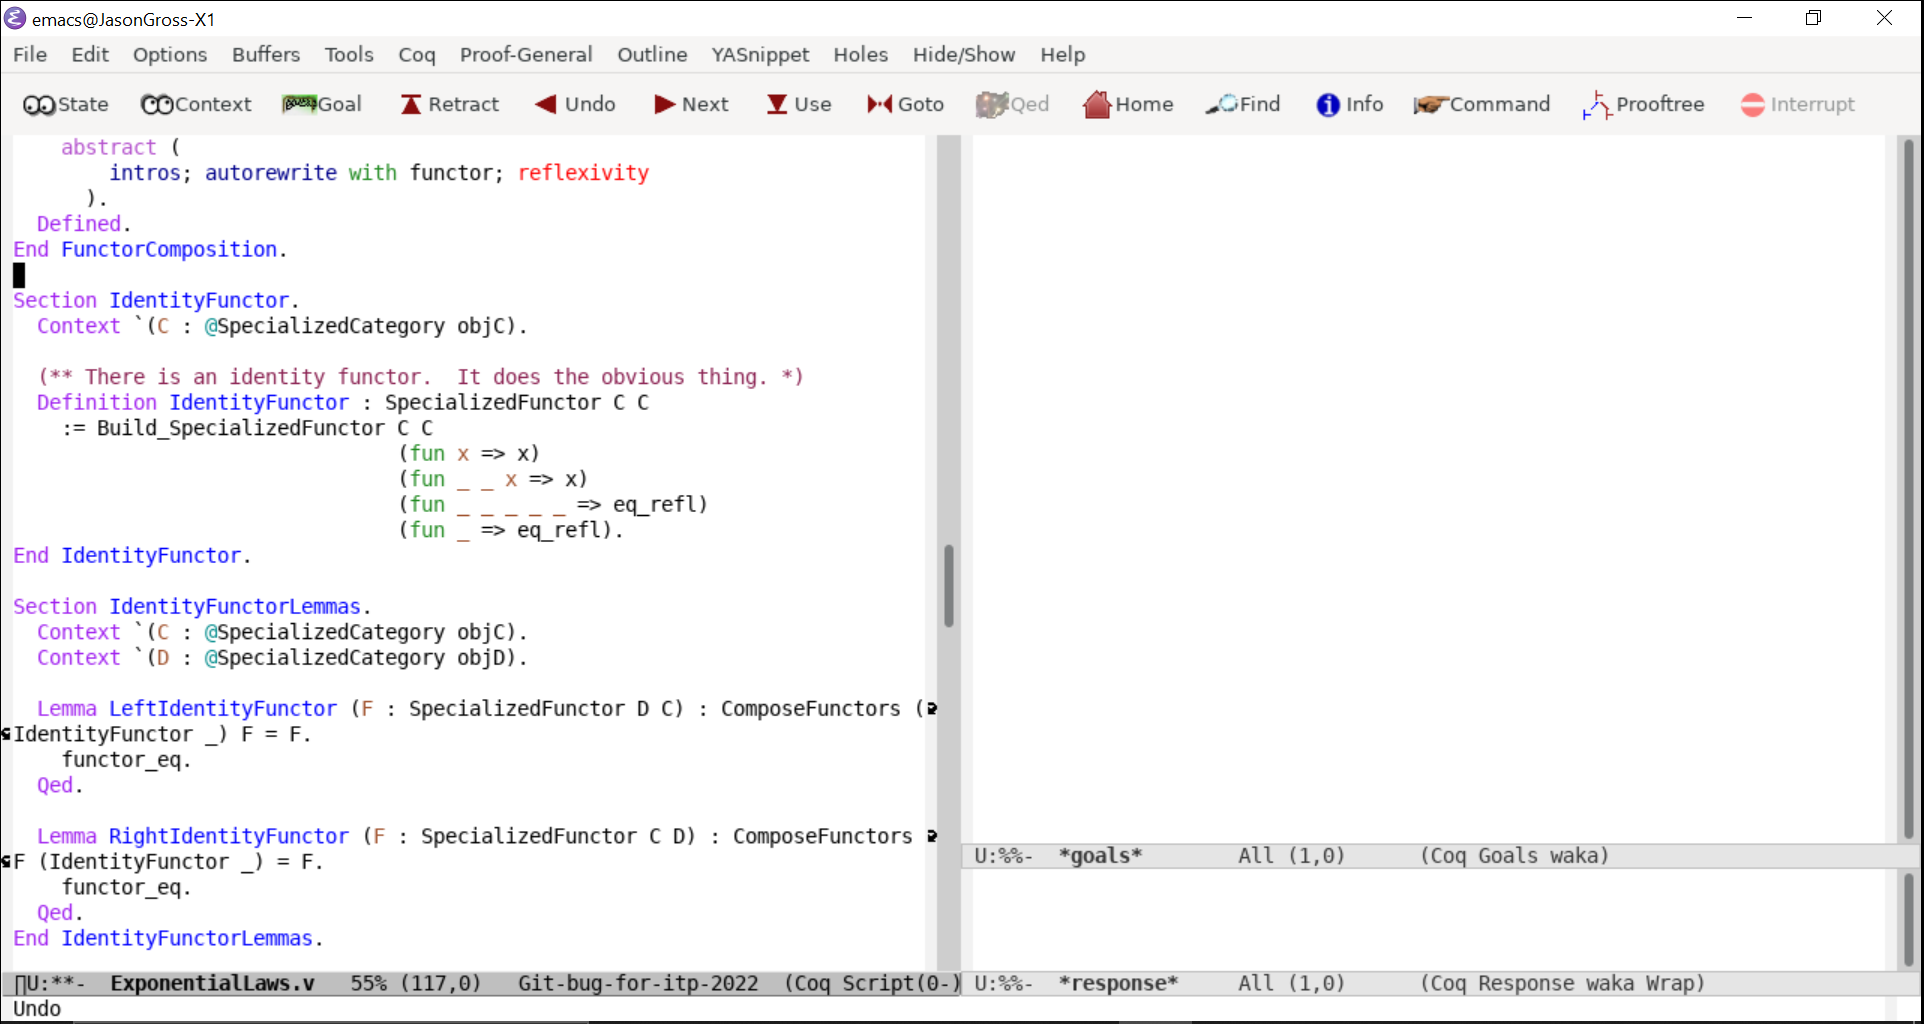 emacs@JasonGross-X1
File Edit Options Buffers Tools Coq Proof-General Outline YASnippet Holes Hide/Show Help
State Context Goal Retract Undo Next Use Goto Qed Home Find Info Command Prooftree Interrupt
    abstract (
        intros; autorewrite with functor; reflexivity
      ).
  Defined.
End FunctorComposition.
Section IdentityFunctor.
  Context `(C : @SpecializedCategory objC).
  (** There is an identity functor.  It does the obvious thing. *)
  Definition IdentityFunctor : SpecializedFunctor C C
    := Build_SpecializedFunctor C C
                                (fun x => x)
                                (fun _ _ x => x)
                                (fun _ _ _ _ _ => eq_refl)
                                (fun _ => eq_refl).
End IdentityFunctor.
Section IdentityFunctorLemmas.
  Context `(C : @SpecializedCategory objC).
  Context `(D : @SpecializedCategory objD).
  Lemma LeftIdentityFunctor (F : SpecializedFunctor D C) : ComposeFunctors (
IdentityFunctor _) F = F.
    functor_eq.
  Qed.
  Lemma RightIdentityFunctor (F : SpecializedFunctor C D) : ComposeFunctors
F (IdentityFunctor _) = F.
    functor_eq.
  Qed.
End IdentityFunctorLemmas.
U:**-  ExponentialLaws.v   55% (117,0)   Git-bug-for-itp-2022  (Coq Script(0-)
Undo
U:%%-  *goals*        All (1,0)      (Coq Goals waka)
U:%%-  *response*     All (1,0)      (Coq Response waka Wrap)